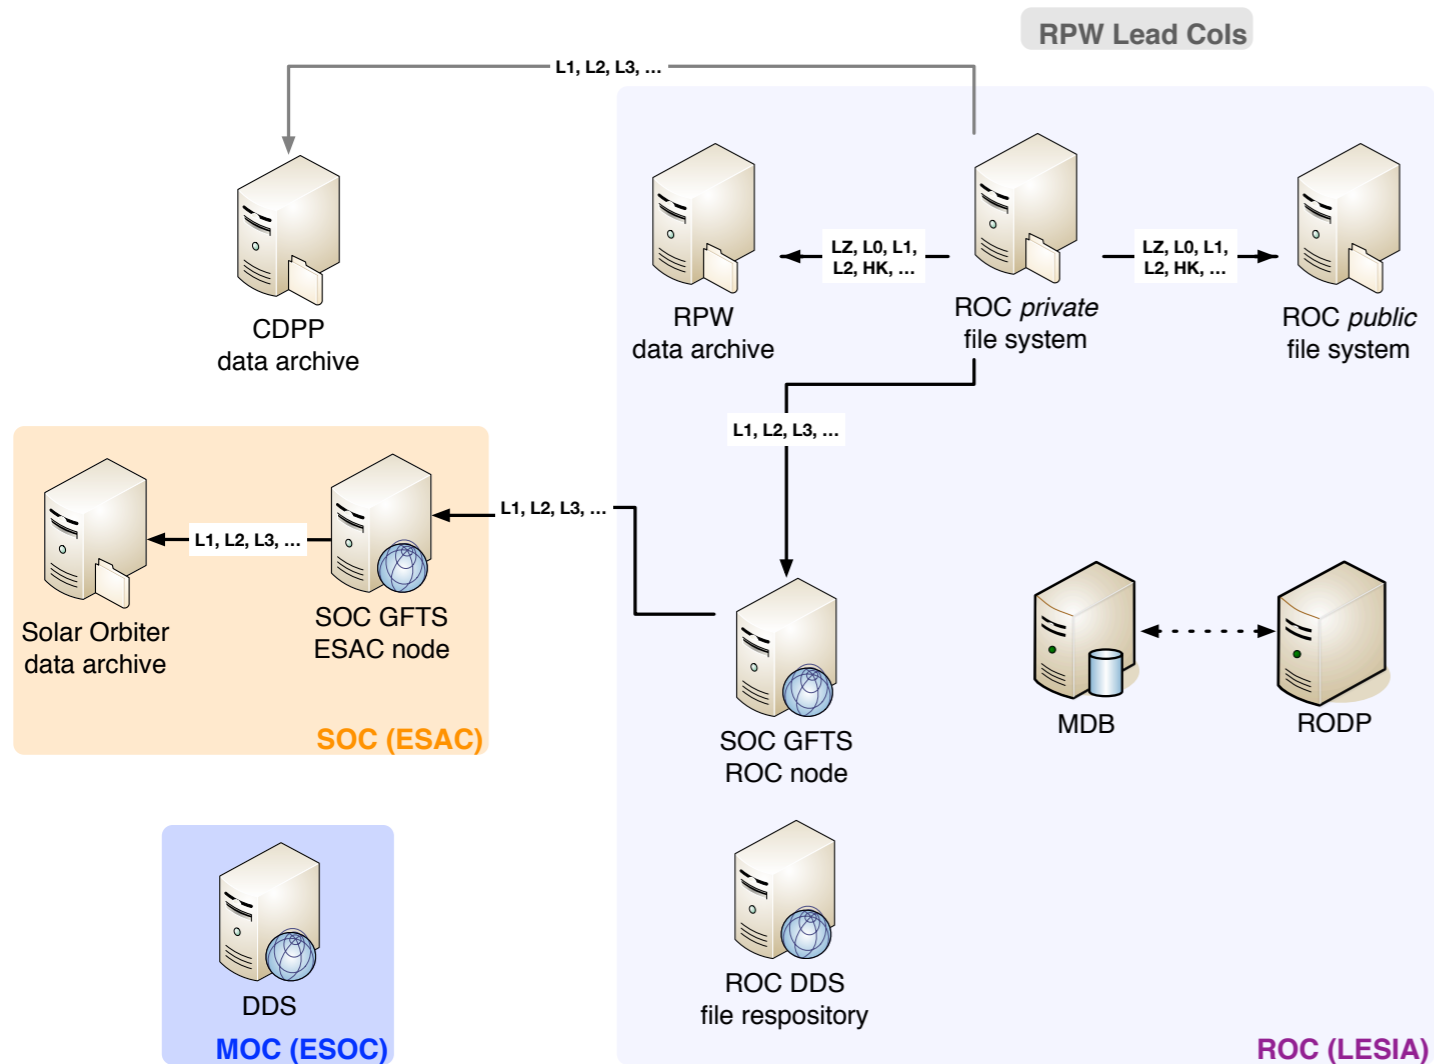 RPW Lead CoIs
L1, L2, L3, ...
LZ, L0, L1,
L2, HK, ...
LZ, L0, L1,
L2, HK, ...
CDPP
data archive
RPW
data archive
ROC private
file system
ROC public
file system
L1, L2, L3, ...
L1, L2, L3, ...
L1, L2, L3, ...
Solar Orbiter
data archive
SOC GFTS
ESAC node
SOC (ESAC)
SOC GFTS
ROC node
MDB
RODP
DDS
MOC (ESOC)
ROC DDS
file respository
ROC (LESIA)